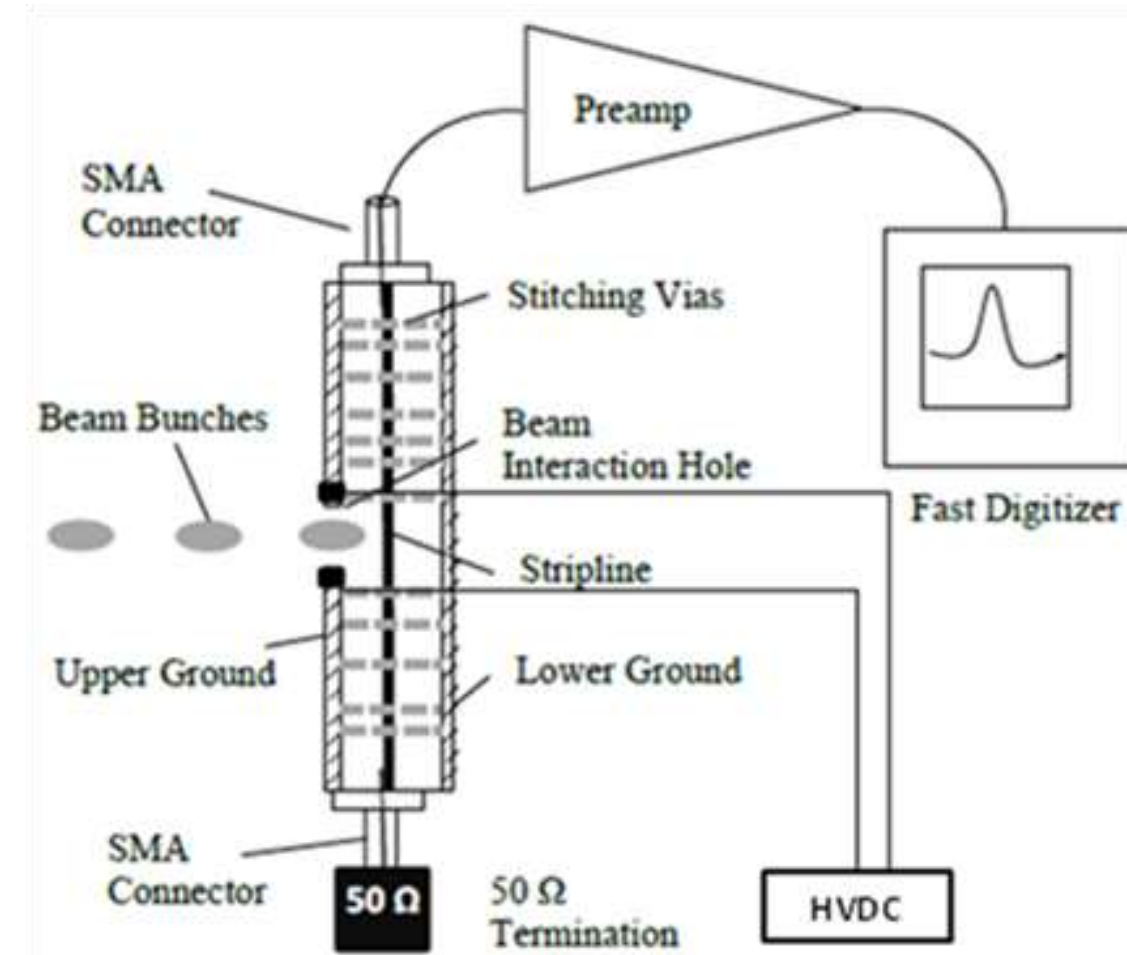 Preamp
SMA
Connector
Stitching Vias
Beam Bunches
Beam
Interaction Hole
Fast Digitizer
Stripline
Upper Ground
Lower Ground
SMA
Connector
50 Ω
50 Ω
Termination
HVDC